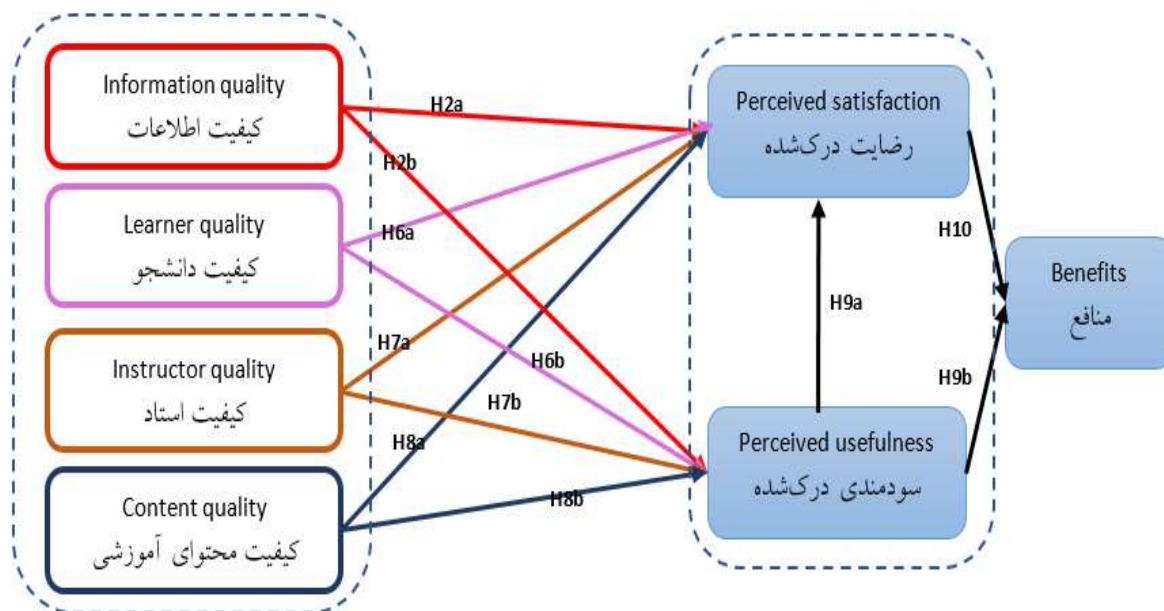 Information quality
کیفیت اطلاعات
Learner quality
کیفیت دانشجو
Instructor quality
کیفیت استاد
Content quality
کیفیت محتوای آموزشی
H2a
H2b
H6a
H7a
H6b
H7b
H8a
H8b
Perceived satisfaction
رضایت درک‌شده
H9a
Perceived usefulness
سودمندی درک‌شده
H10
H9b
Benefits
منافع